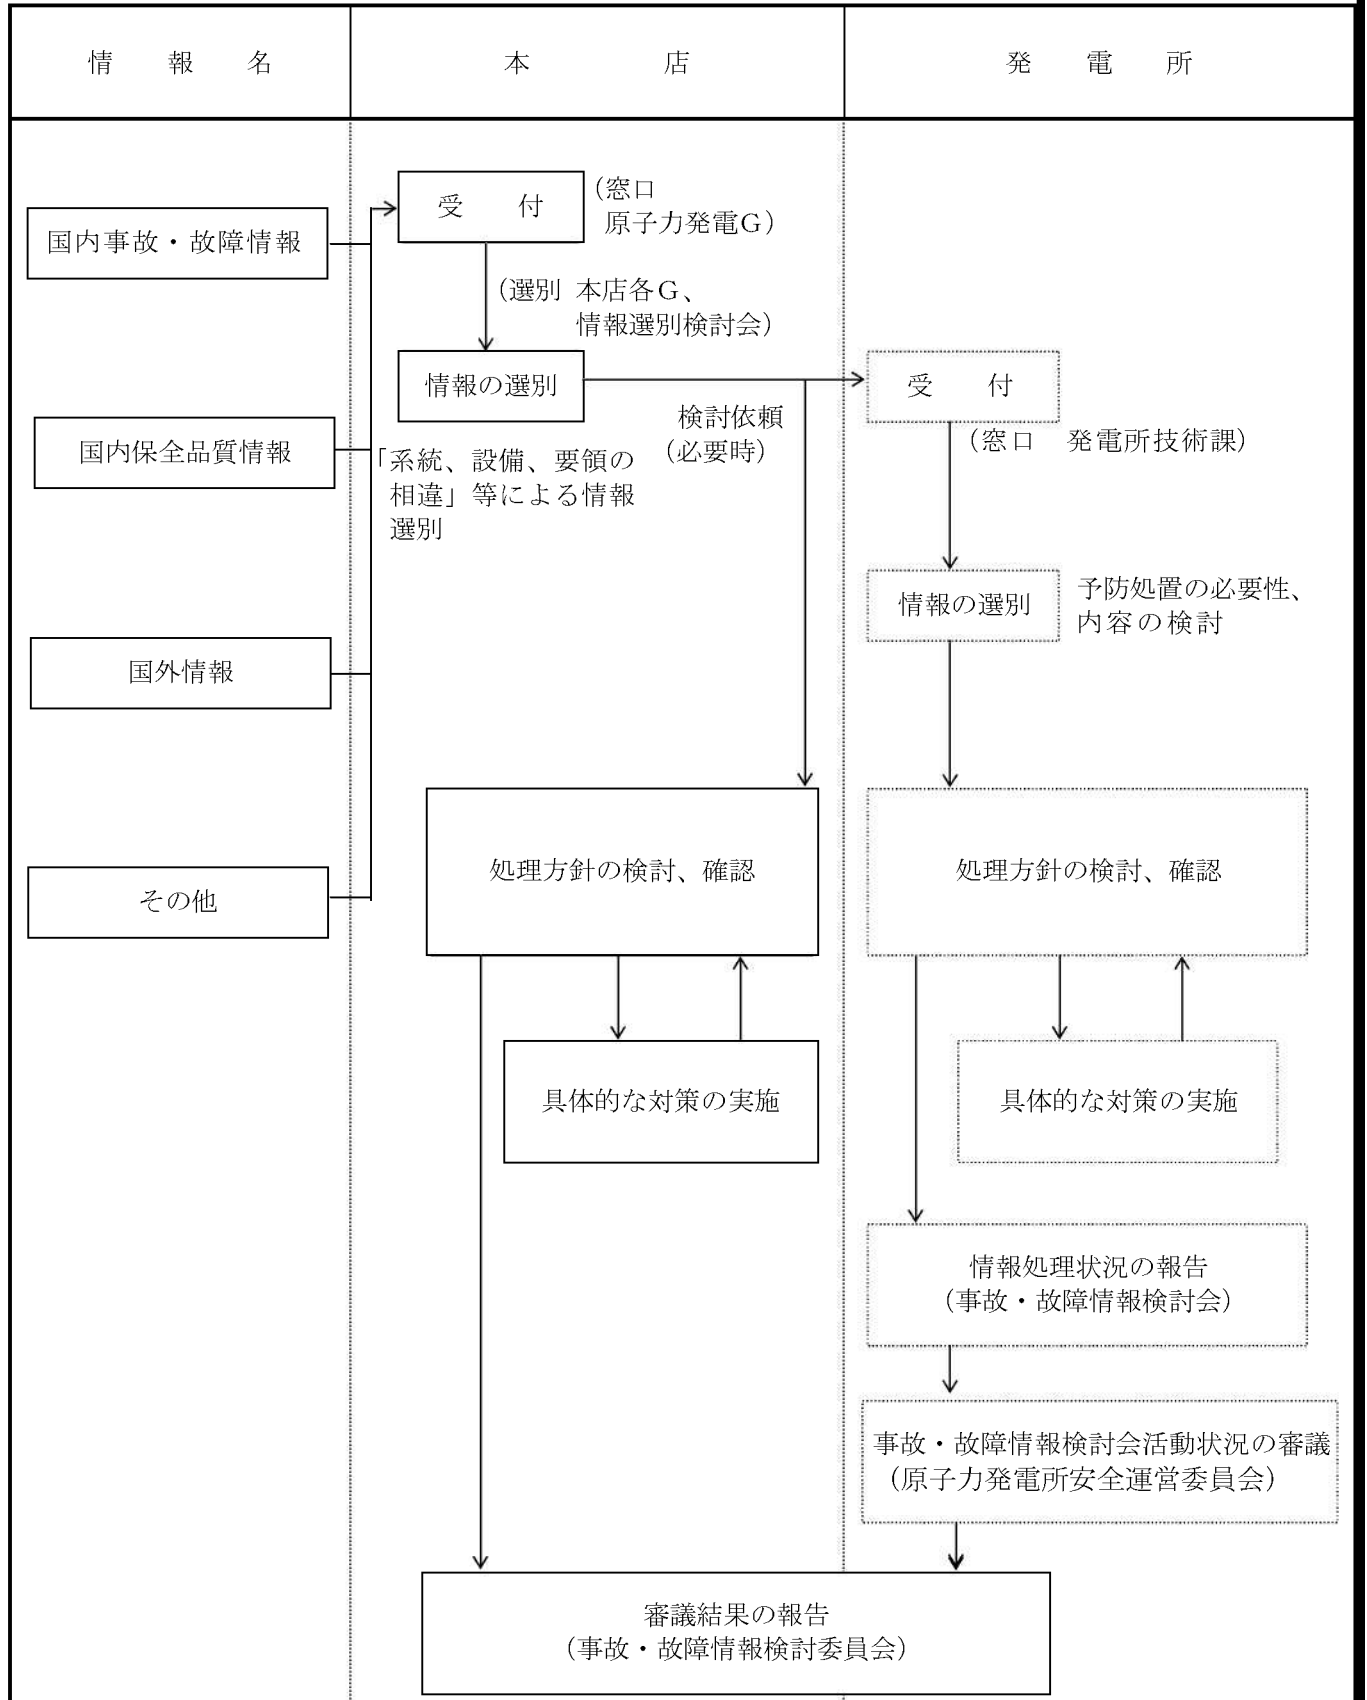 情報名
本店
発電所
受付
(窓口
原子力発電G)
国内事故・故障情報
(選別 本店各G、
情報選別検討会)
情報の選別
受付
検討依頼
(必要時)
(窓口 発電所技術課)
国内保全品質情報
「系統、設備、要領の
相違」等による情報
選別
情報の選別
予防処置の必要性、
内容の検討
国外情報
処理方針の検討、確認
処理方針の検討、確認
その他
具体的な対策の実施
具体的な対策の実施
情報処理状況の報告
(事故・故障情報検討会)
事故・故障情報検討会活動状況の審議
(原子力発電所安全運営委員会)
審議結果の報告
(事故・故障情報検討委員会)